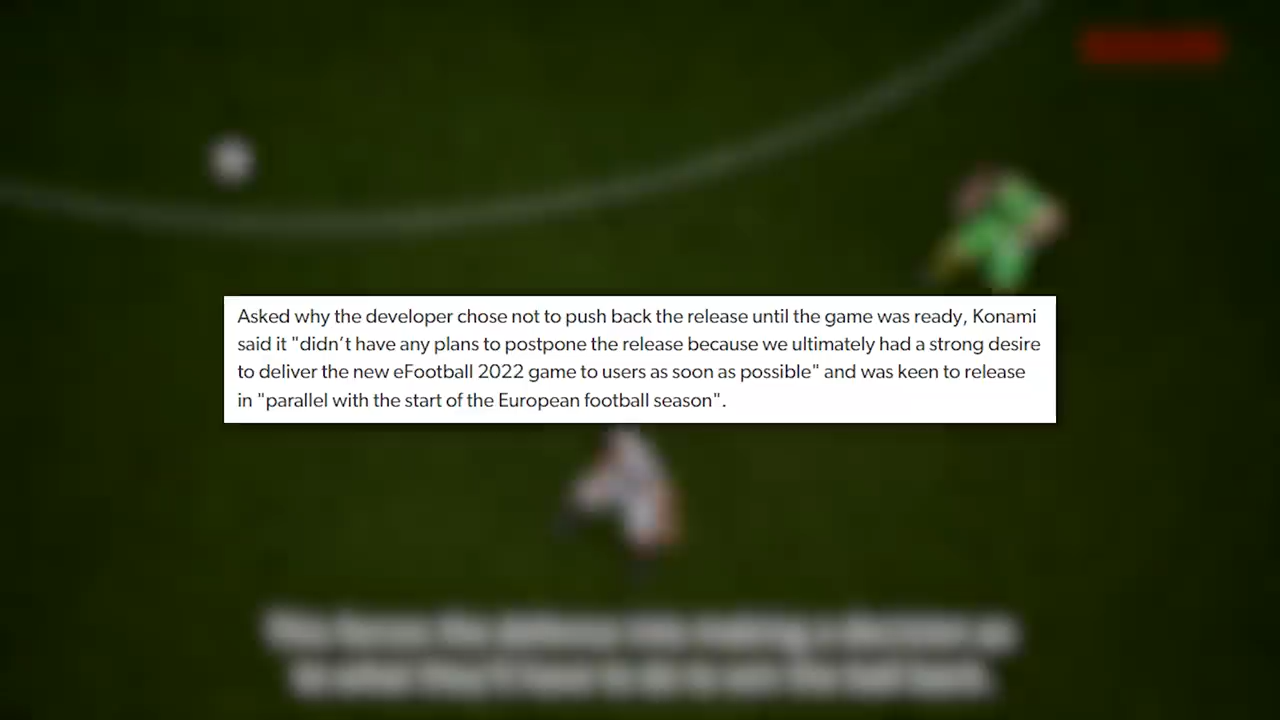 Asked why the developer chose not to push back the release until the game was ready, Konami
said it "didn’t have any plans to postpone the release because we ultimately had a strong desire
to deliver the new eFootball 2022 game to users as soon as possible" and was keen to release
in "parallel with the start of the European football season".